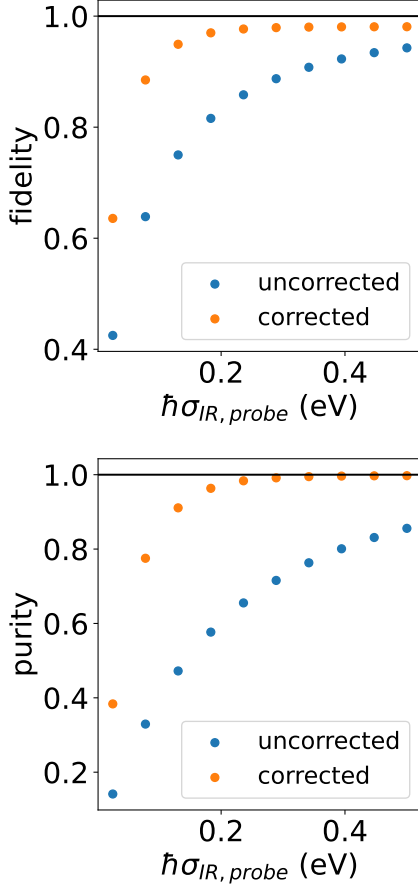 1.0
0.8
0.6
0.4
fidelity
uncorrected
corrected
0.2 0.4
ħσ_{IR, probe} (eV)
1.0
0.8
0.6
0.4
0.2
purity
uncorrected
corrected
0.2 0.4
ħσ_{IR, probe} (eV)